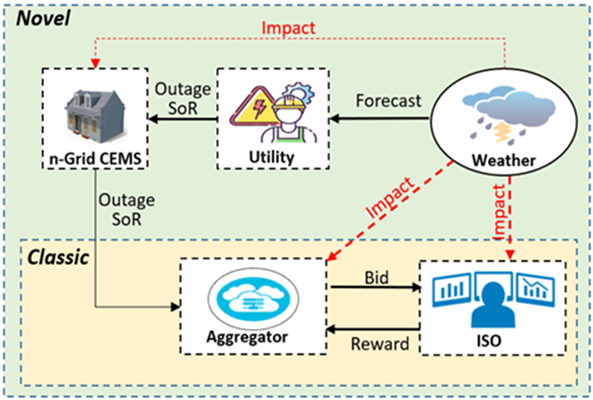 Novel
Impact
Outage
SoR
Forecast
n-Grid CEMS
Utility
Weather
Outage
SoR
Impact
Impact
Classic
Bid
Aggregator
Reward
ISO